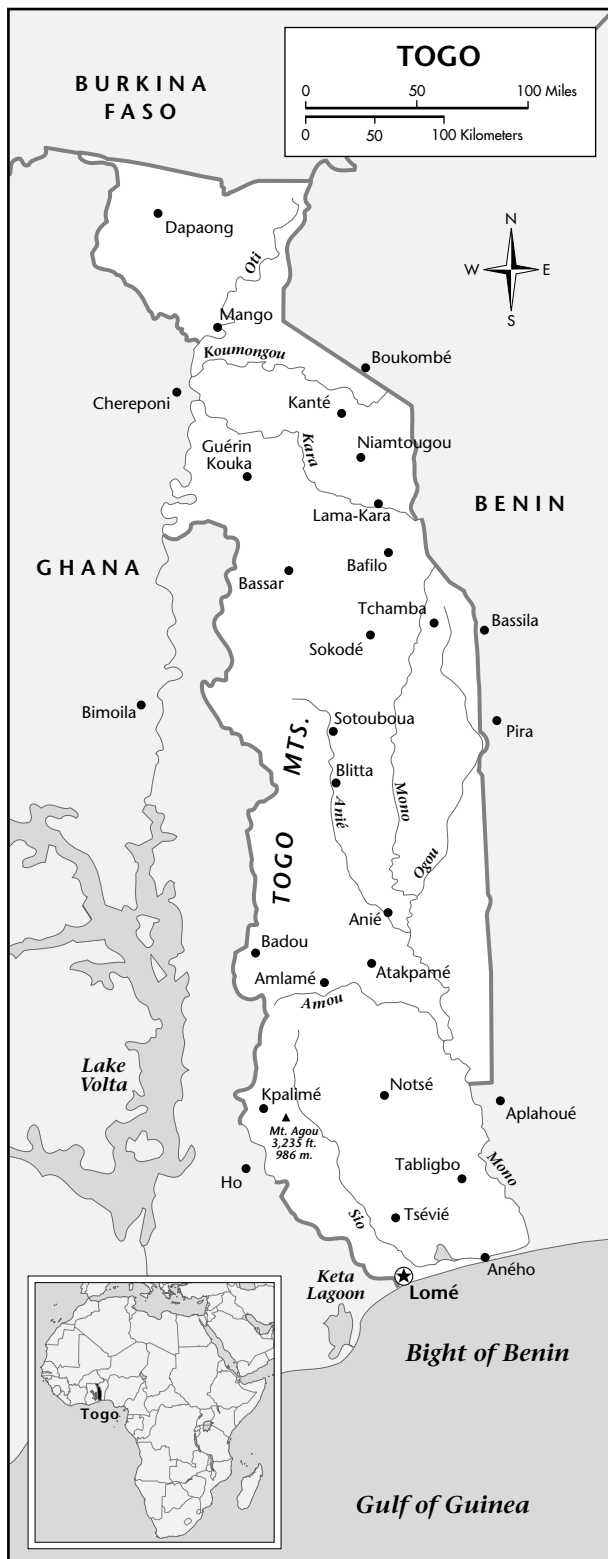 TOGO
0 50 100 Miles
0 50 100 Kilometers
BURKINA
FASO
N
W E
S
Dapaong
Oti
Mango
Koumongou
Boukombé
Chereponi
Kanté
Kara
Niamtougou
Guérin
Kouka
Lama-Kara
BENIN
GHANA
Bafilo
Bassar
Tchamba
Bassila
Sokodé
Bimoila
Sotouboua
Pira
TOGO MTS.
Blitta
Anié
Mono
Ogou
Anié
Badou
Atakpamé
Amlamé
Amou
Lake
Volta
Kpalimé
Notsé
Aplahoué
Mt. Agou
3,235 ft.
986 m.
Ho
Tabligbo
Mono
Sio
Tsévié
Aného
Keta
Lagoon
Lomé
Bight of Benin
Togo
Gulf of Guinea